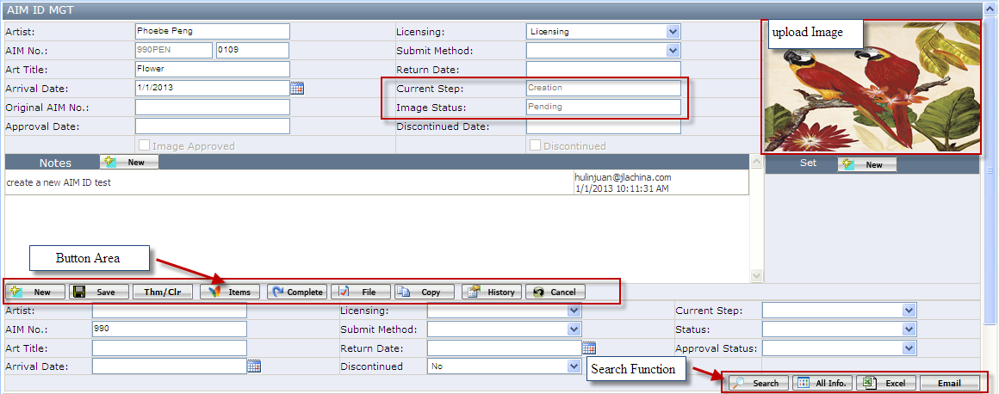 AIM ID MGT
Artist: Phoebe Peng Licensing: Licensing
upload Image
AIM No.: 990PEN 0109 Submit Method:
Art Title: Flower Return Date:
Arrival Date: 1/1/2013 Current Step: Creation
Original AIM No.: Image Status: Pending
Approval Date: Discontinued Date:
Image Approved Discontinued
Notes New Set New
create a new AIM ID test hulinjuan@jlachina.com
1/1/2013 10:11:31 AM
Button Area
New Save Thm/Clr Items Complete File Copy History Cancel
Artist: Licensing: Current Step:
AIM No.: 990 Submit Method: Status:
Art Title: Return Date: Approval Status:
Arrival Date: Discontinued No
Search Function
Search All Info. Excel Email